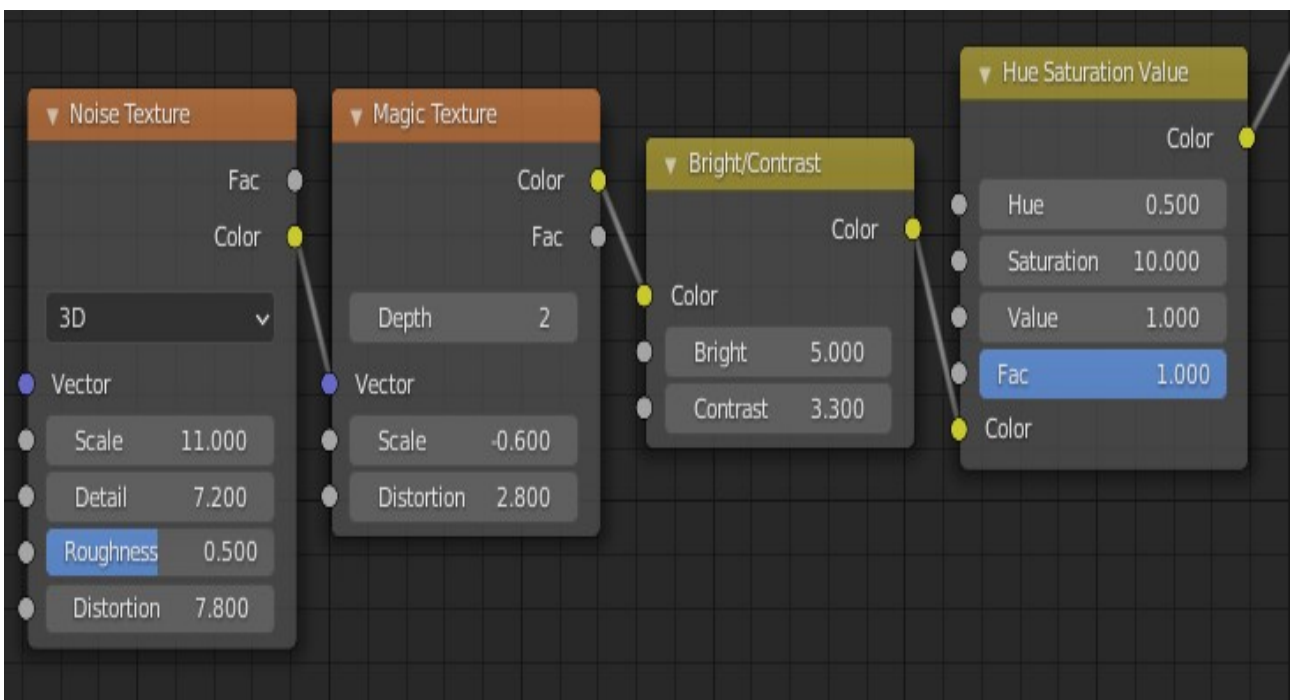 Noise Texture
Fac
Color
3D
Vector
Scale 11.000
Detail 7.200
Roughness 0.500
Distortion 7.800
Magic Texture
Color
Fac
Depth 2
Vector
Scale -0.600
Distortion 2.800
Bright/Contrast
Color
Color
Bright 5.000
Contrast 3.300
Hue Saturation Value
Color
Hue 0.500
Saturation 10.000
Value 1.000
Fac 1.000
Color